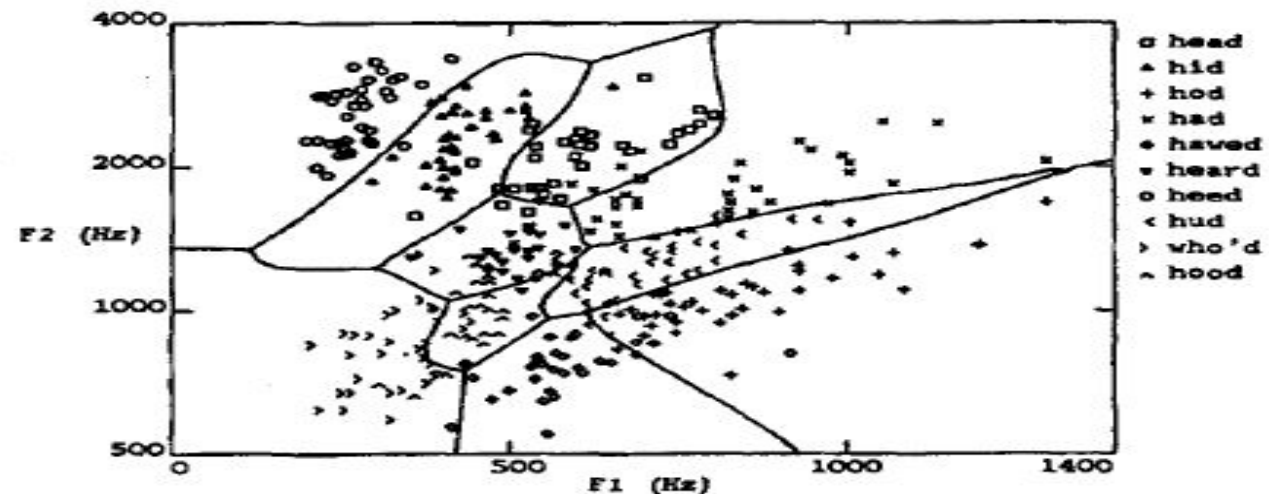 4000
2000
F2 (Hz)
1000
500
0
500
1000
1400
F1 (Hz)
head
hid
hod
had
hawed
heard
heed
hud
who'd
hood